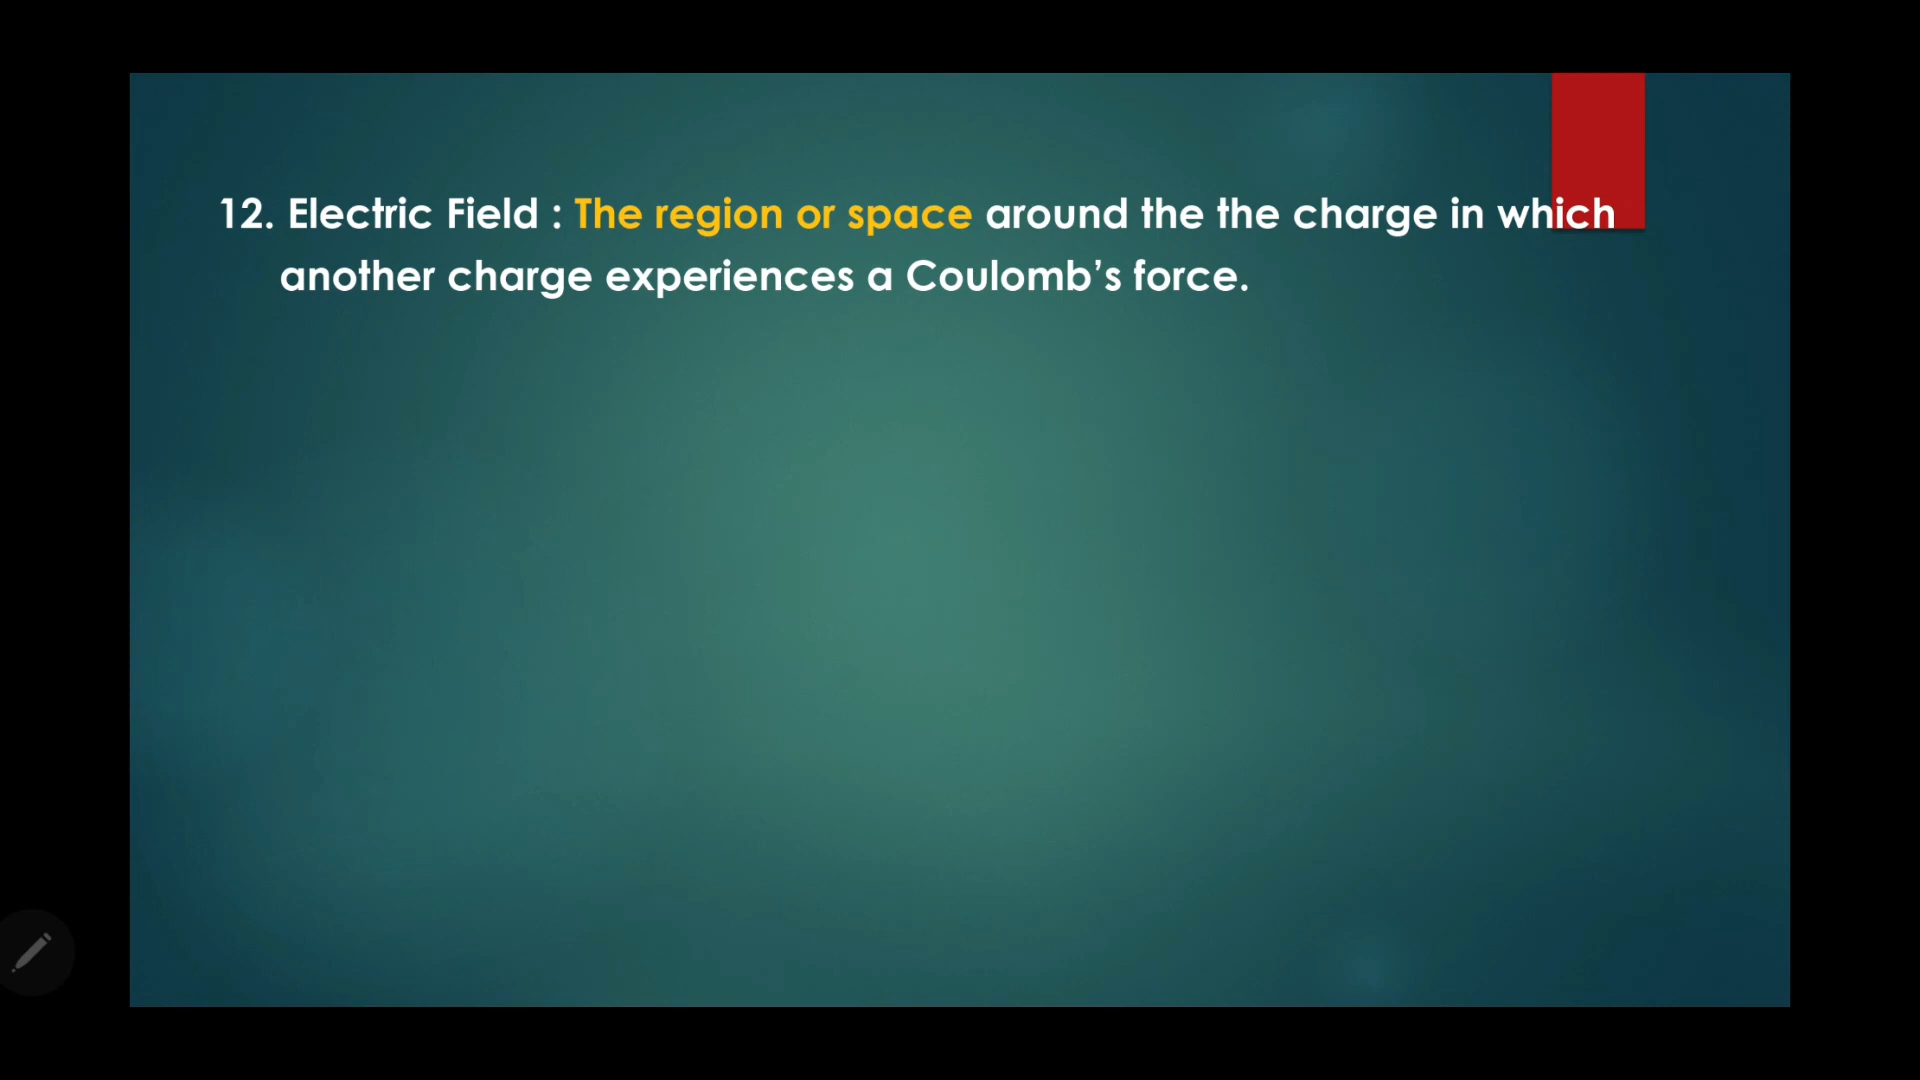 12. Electric Field : The region or space around the the charge in which
another charge experiences a Coulomb’s force.